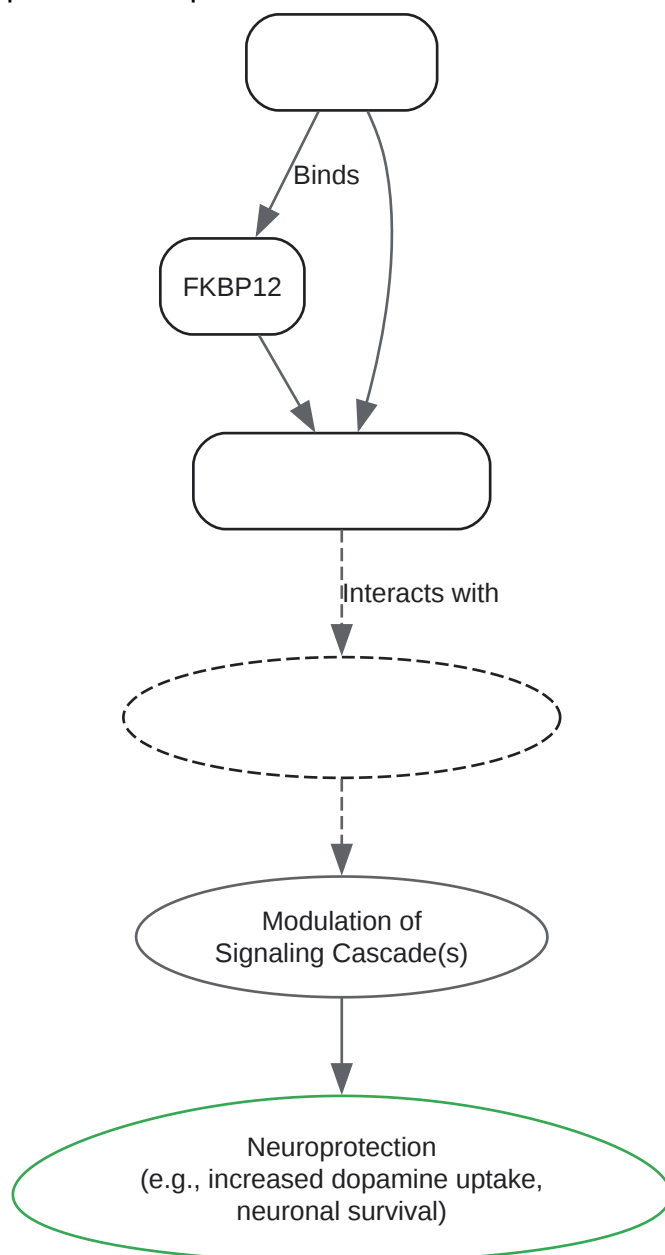 Binds
FKBP12
Interacts with
Modulation of
Signaling Cascade(s)
Neuroprotection
(e.g., increased dopamine uptake,
neuronal survival)